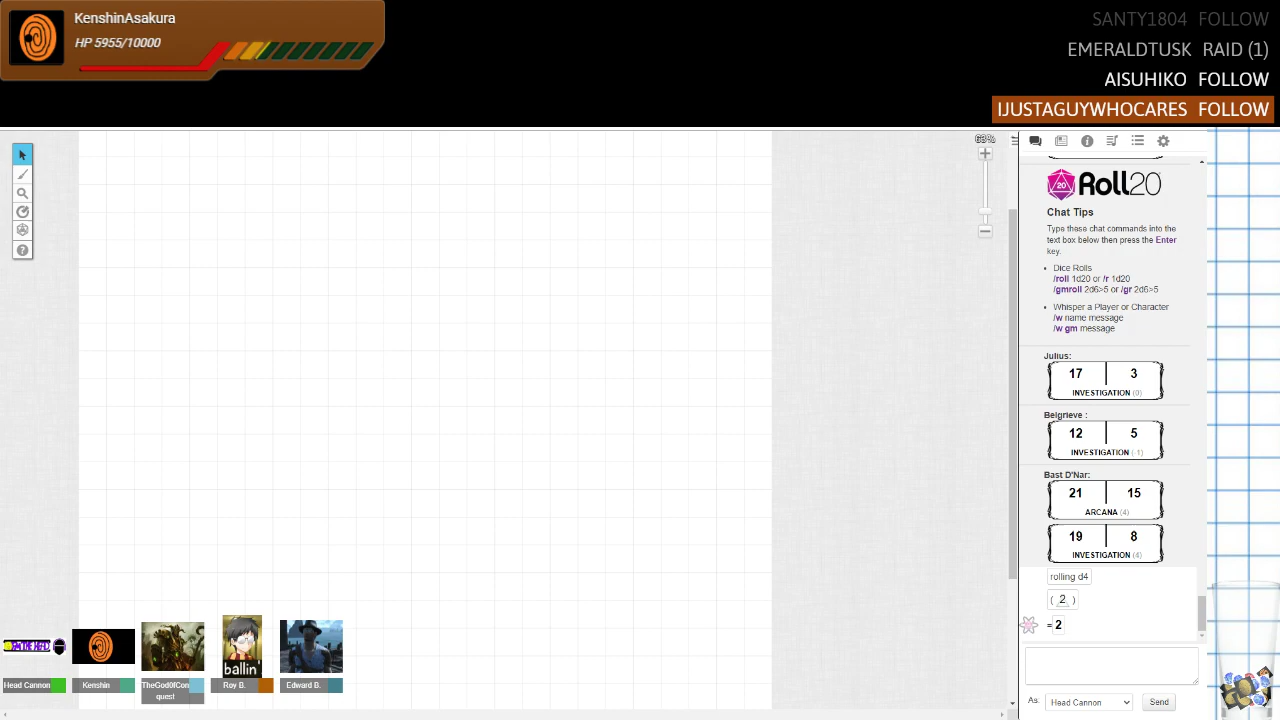 KenshinAsakura
HP 5955/10000
SANTY1804 FOLLOW
EMERALDTUSK RAID (1)
AISUHIKO FOLLOW
IJUSTAGUYWHOCARES FOLLOW
63%
20
Roll20
Chat Tips
Type these chat commands into the
text box below then press the Enter
key.
• Dice Rolls
/roll 1d20 or /r 1d20
/gmroll 2d6>5 or /gr 2d6>5
• Whisper a Player or Character
/w name message
/w gm message
Julius:
17 3
INVESTIGATION (0)
Belgrieve :
12 5
INVESTIGATION (-1)
Bast D'Nar:
21 15
ARCANA (4)
19 8
INVESTIGATION (4)
rolling d4
( 2 )
= 2
ballin'
Head Cannon
Kenshin
TheGod0fCon
quest
Roy B.
Edward B.
As: Head Cannon
Send